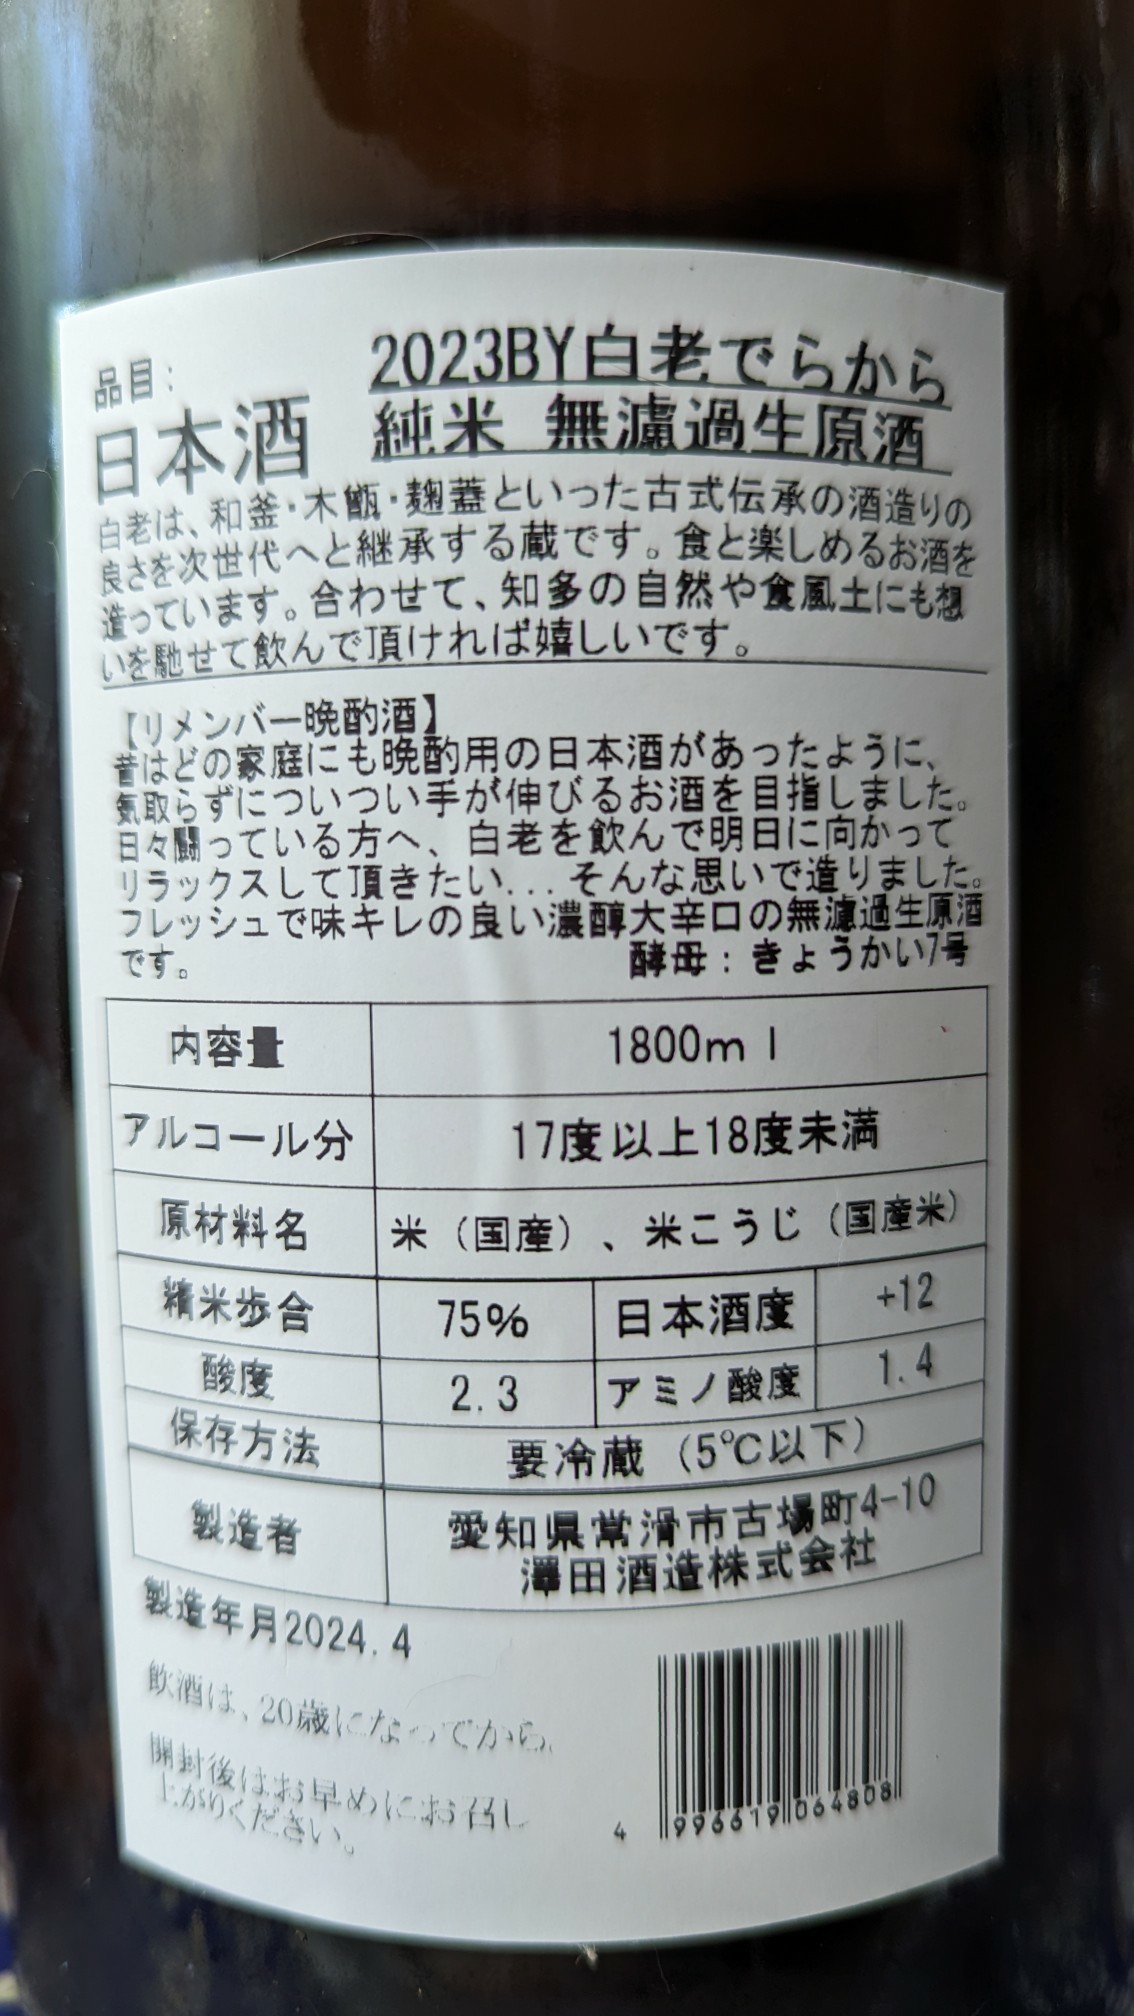 品目：
日本酒
2023BY白老でらから
純米 無濾過生原酒
白老は、和釜・木甑・麹蓋といった古式伝承の酒造りの
良さを次世代へと継承する蔵です。食と楽しめるお酒を
造っています。合わせて、知多の自然や食風土にも想
いを馳せて飲んで頂ければ嬉しいです。
【リメンバー晩酌酒】
昔はどの家庭にも晩酌用の日本酒があったように、
気取らずについつい手が伸びるお酒を目指しました。
日々闘っている方へ、白老を飲んで明日に向かって
リラックスして頂きたい...そんな思いで造りました。
フレッシュで味キレの良い濃醇大辛口の無濾過生原酒
です。 酵母：きょうかい7号
内容量 1800ml
アルコール分 17度以上18度未満
原材料名 米（国産）、米こうじ（国産米）
精米歩合 75% 日本酒度 +12
酸度 2.3 アミノ酸度 1.4
保存方法 要冷蔵（5℃以下）
製造者 愛知県常滑市古場町4-10
澤田酒造株式会社
製造年月2024.4
飲酒は、20歳になってから。
開封後はお早めにお召し
上がりください。
4 996619 064808